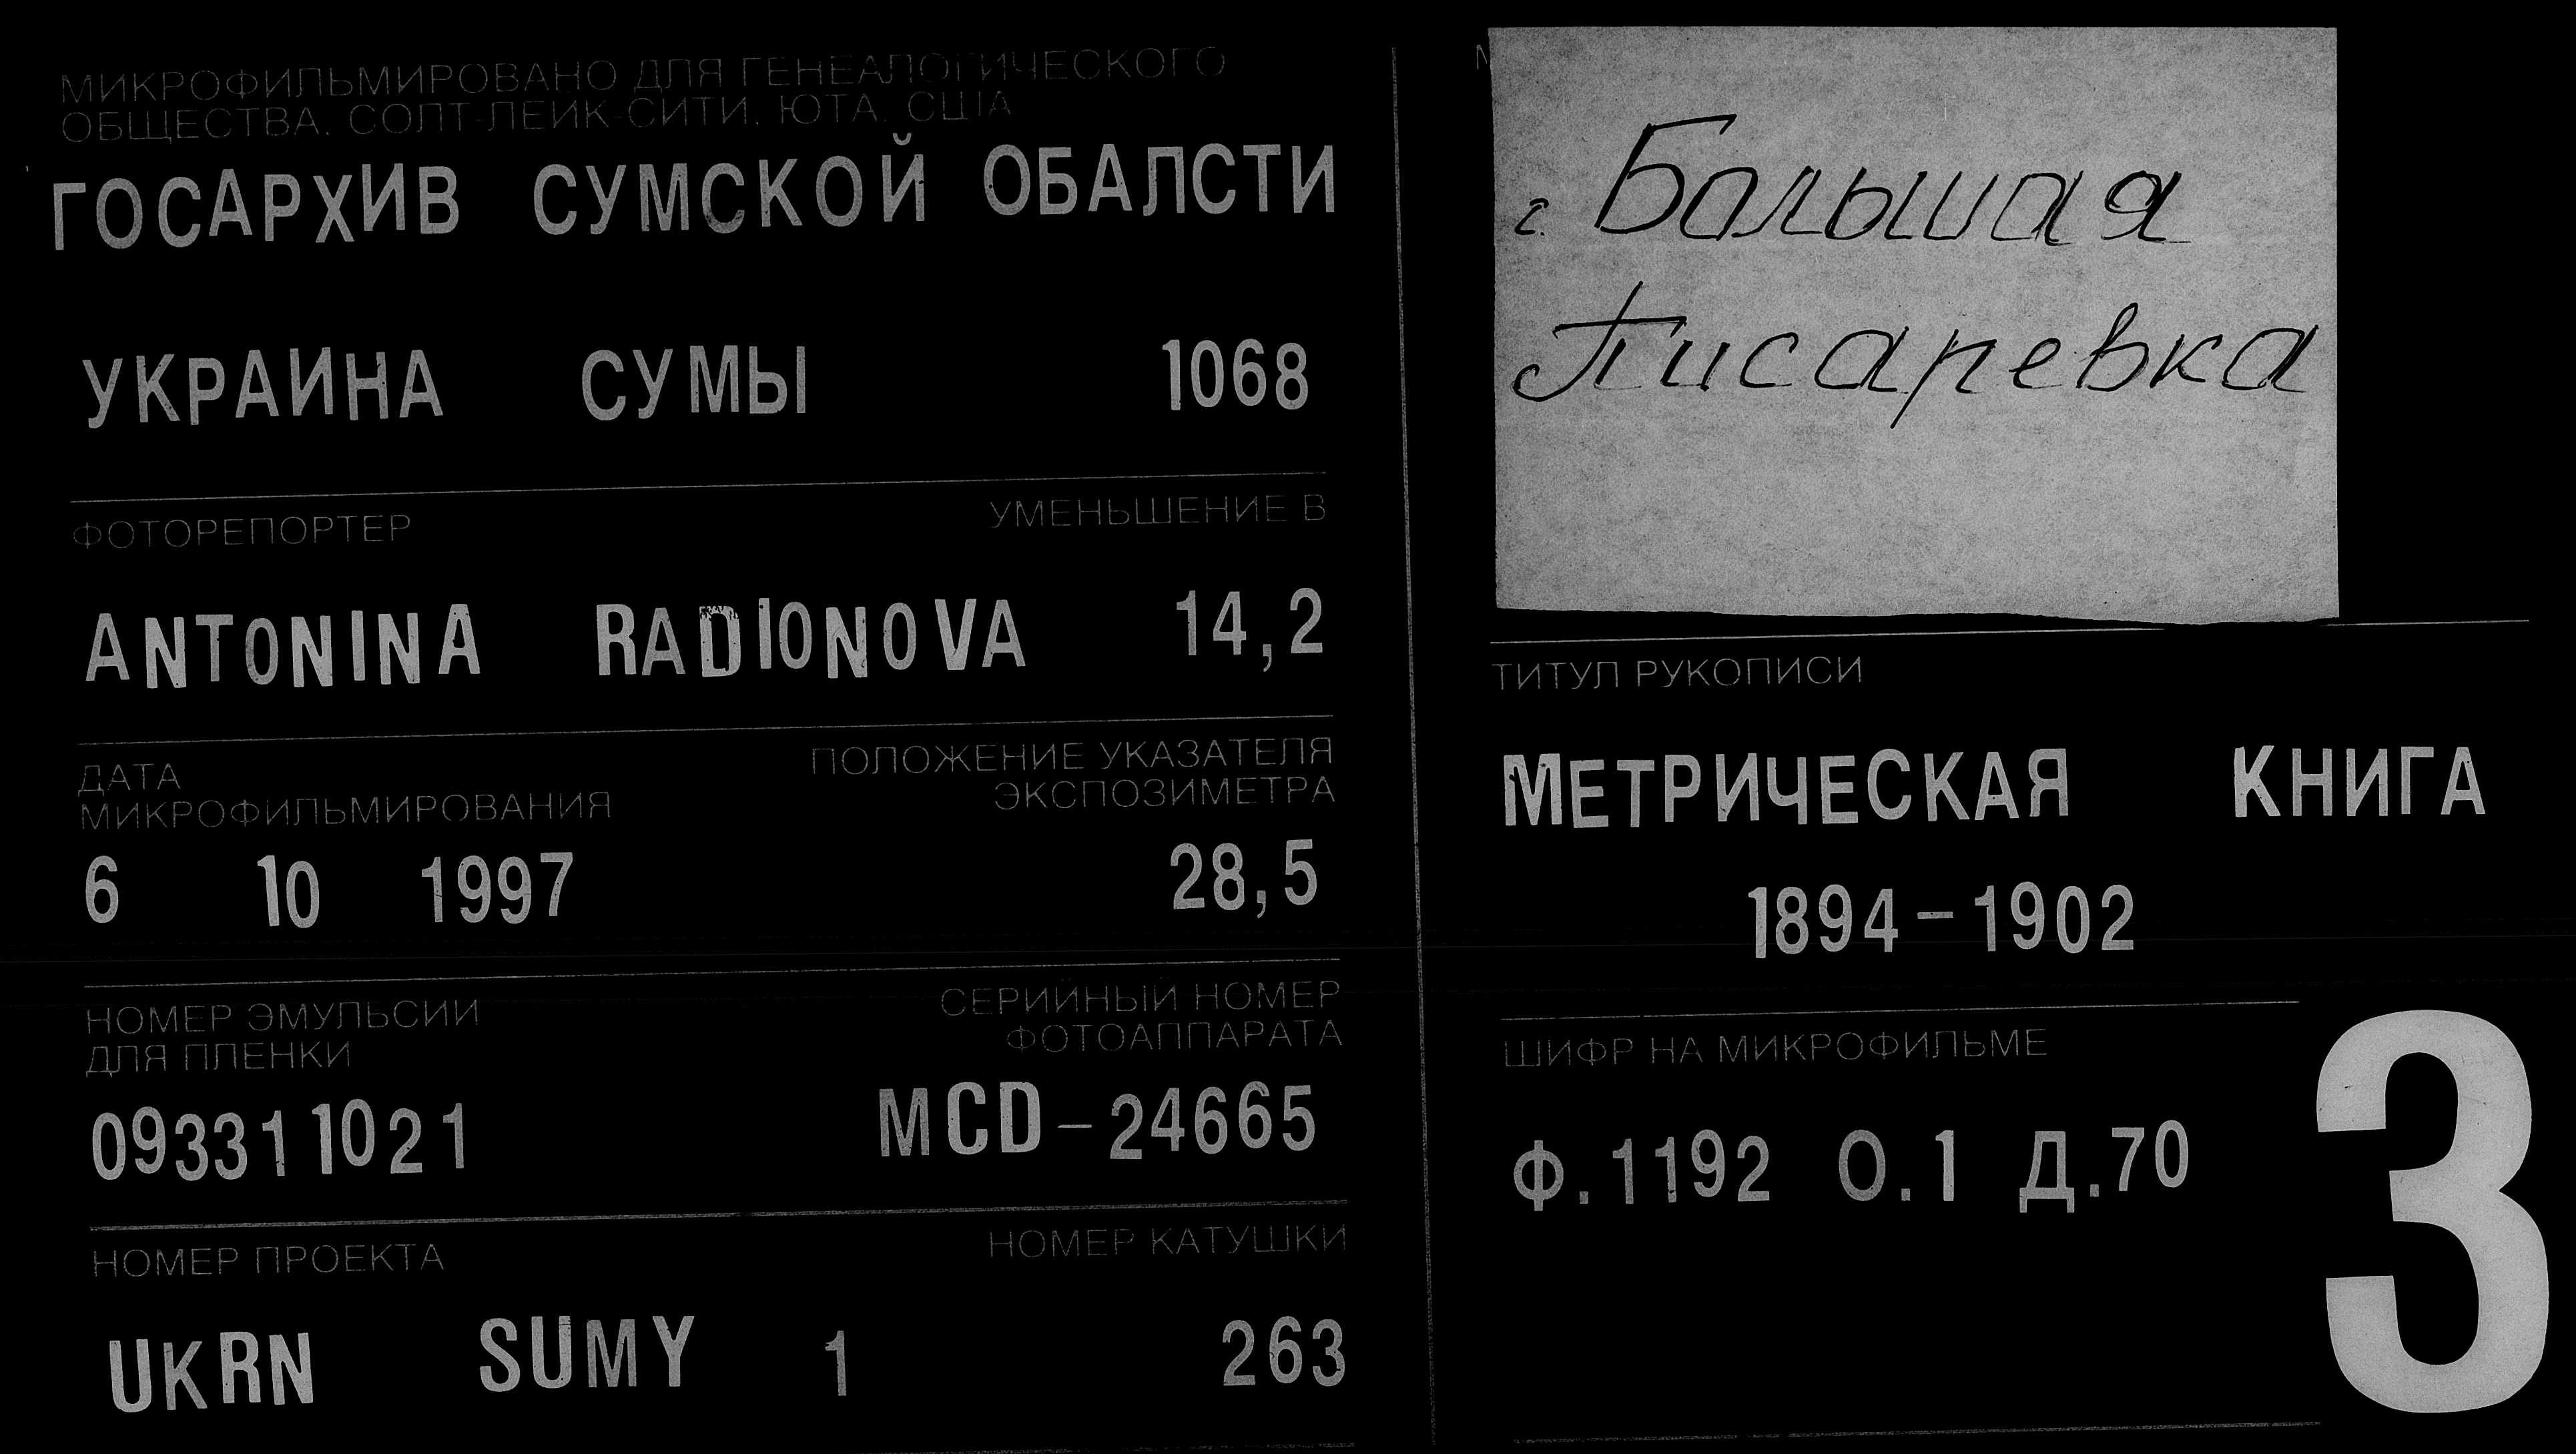 МИКРОФИЛЬМИРОВАНО ДЛЯ ГЕНЕАЛОГИЧЕСКОГО
ОБЩЕСТВА. СОЛТ-ЛЕИК-СИТИ. ЮТА. США
ГОСАРХИВ СУМСКОЙ ОБАЛСТИ
УКРАИНА СУМЫ 1068
ФОТОРЕПОРТЕР УМЕНЬШЕНИЕ В
ANTONINA RADIONOVA 14,2
ДАТА
МИКРОФИЛЬМИРОВАНИЯ
ПОЛОЖЕНИЕ УКАЗАТЕЛЯ
ЭКСПОЗИМЕТРА
6 10 1997 28,5
НОМЕР ЭМУЛЬСИИ
ДЛЯ ПЛЕНКИ
СЕРИЙНЫЙ НОМЕР
ФОТОАППАРАТА
093311021 MCD-24665
НОМЕР ПРОЕКТА НОМЕР КАТУШКИ
UKRN SUMY 1 263
с. Большая
Писаревка
ТИТУЛ РУКОПИСИ
МЕТРИЧЕСКАЯ КНИГА
1894-1902
ШИФР НА МИКРОФИЛЬМЕ
Ф.1192 О.1 Д.70
3